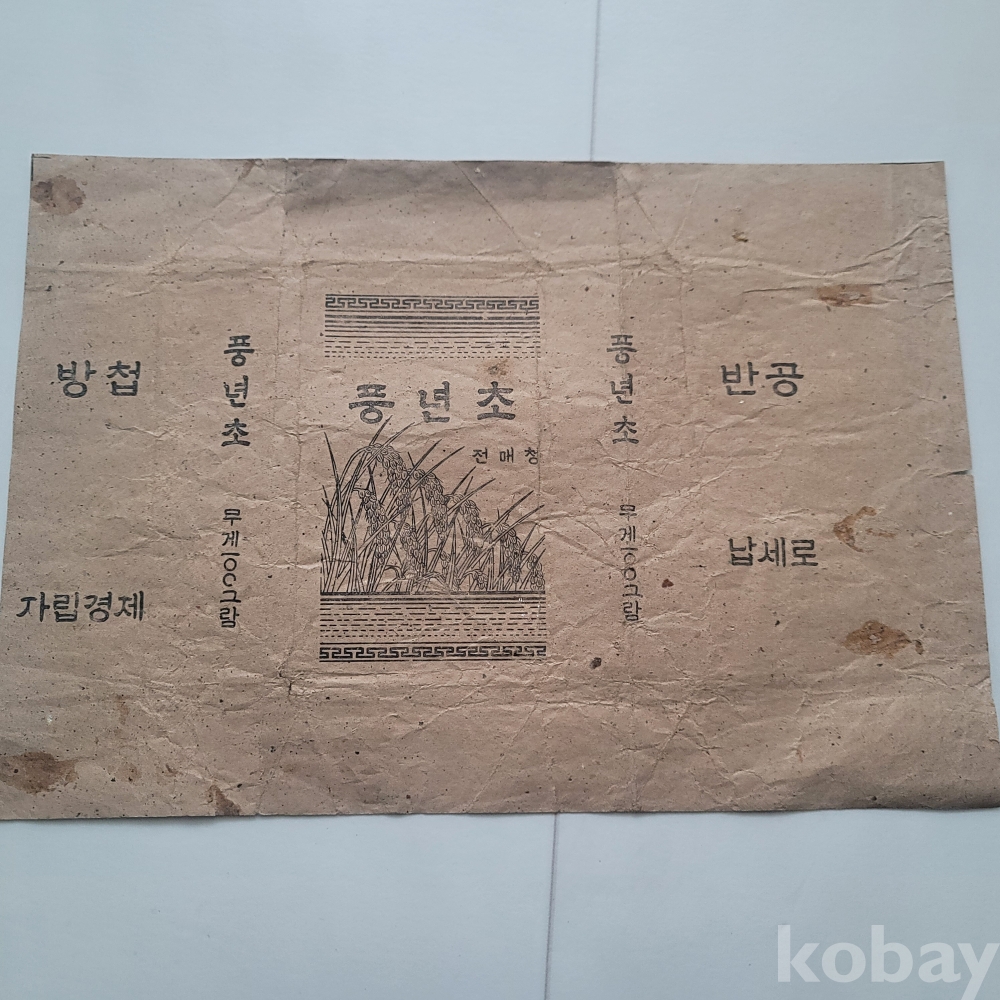 방첩
자립경제
풍년초
무게100그람
풍년초
전매청
풍년초
무게100그람
반공
납세로
kobay